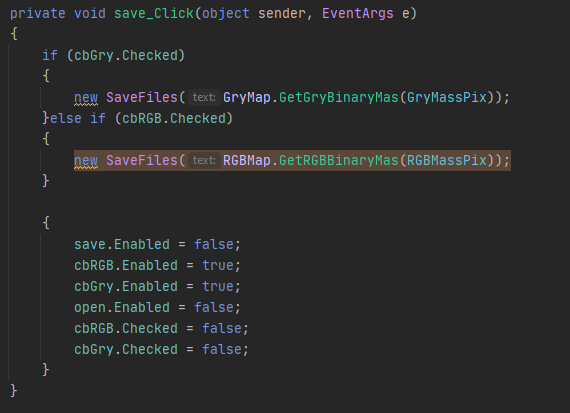 private void save_Click(object sender, EventArgs e)
{
if (cbGry.Checked)
{
new SaveFiles( text: GryMap.GetGryBinaryMas(GryMassPix));
}else if (cbRGB.Checked)
{
new SaveFiles( text: RGBMap.GetRGBBinaryMas(RGBMassPix));
}
{
save.Enabled = false;
cbRGB.Enabled = true;
cbGry.Enabled = true;
open.Enabled = false;
cbRGB.Checked = false;
cbGry.Checked = false;
}
}